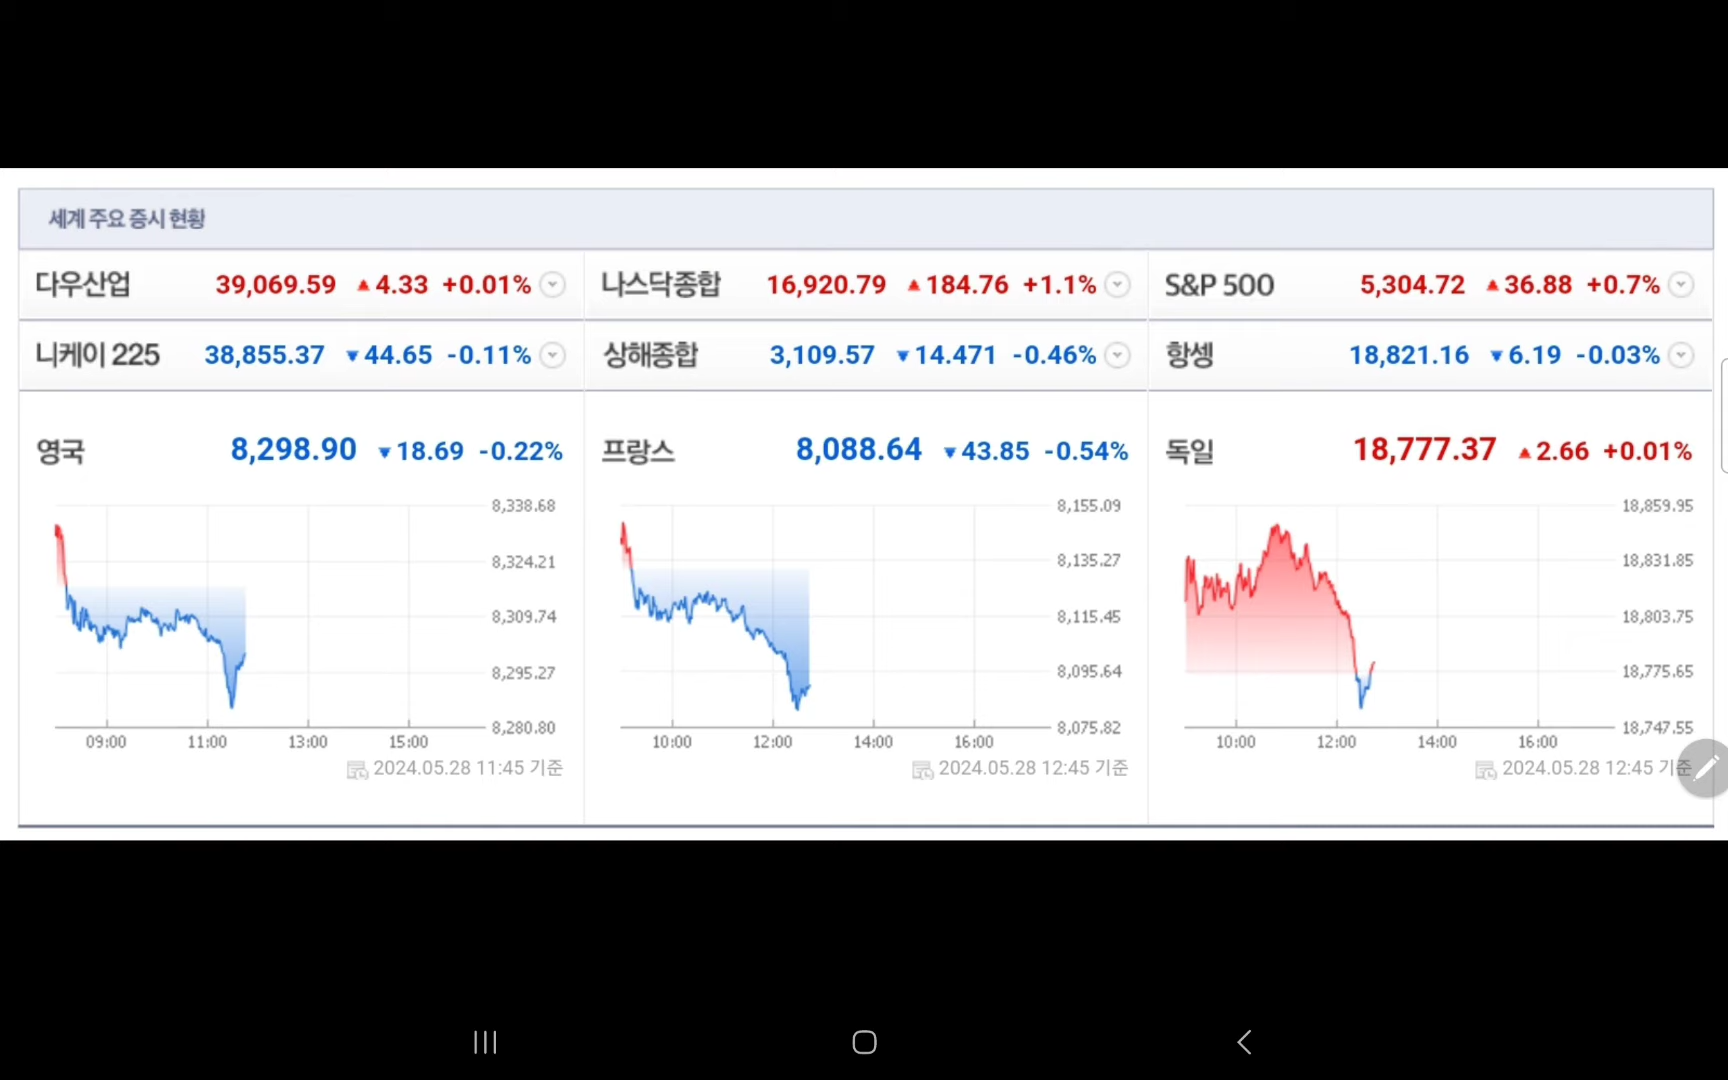 세계 주요 증시 현황
다우산업 39,069.59 ▲4.33 +0.01% 나스닥종합 16,920.79 ▲184.76 +1.1% S&P 500 5,304.72 ▲36.88 +0.7%
니케이 225 38,855.37 ▼44.65 -0.11% 상해종합 3,109.57 ▼14.471 -0.46% 항셍 18,821.16 ▼6.19 -0.03%
영국 8,298.90 ▼18.69 -0.22%
8,338.68
8,324.21
8,309.74
8,295.27
8,280.80
09:00 11:00 13:00 15:00
2024.05.28 11:45 기준
프랑스 8,088.64 ▼43.85 -0.54%
8,155.09
8,135.27
8,115.45
8,095.64
8,075.82
10:00 12:00 14:00 16:00
2024.05.28 12:45 기준
독일 18,777.37 ▲2.66 +0.01%
18,859.95
18,831.85
18,803.75
18,775.65
18,747.55
10:00 12:00 14:00 16:00
2024.05.28 12:45 기준